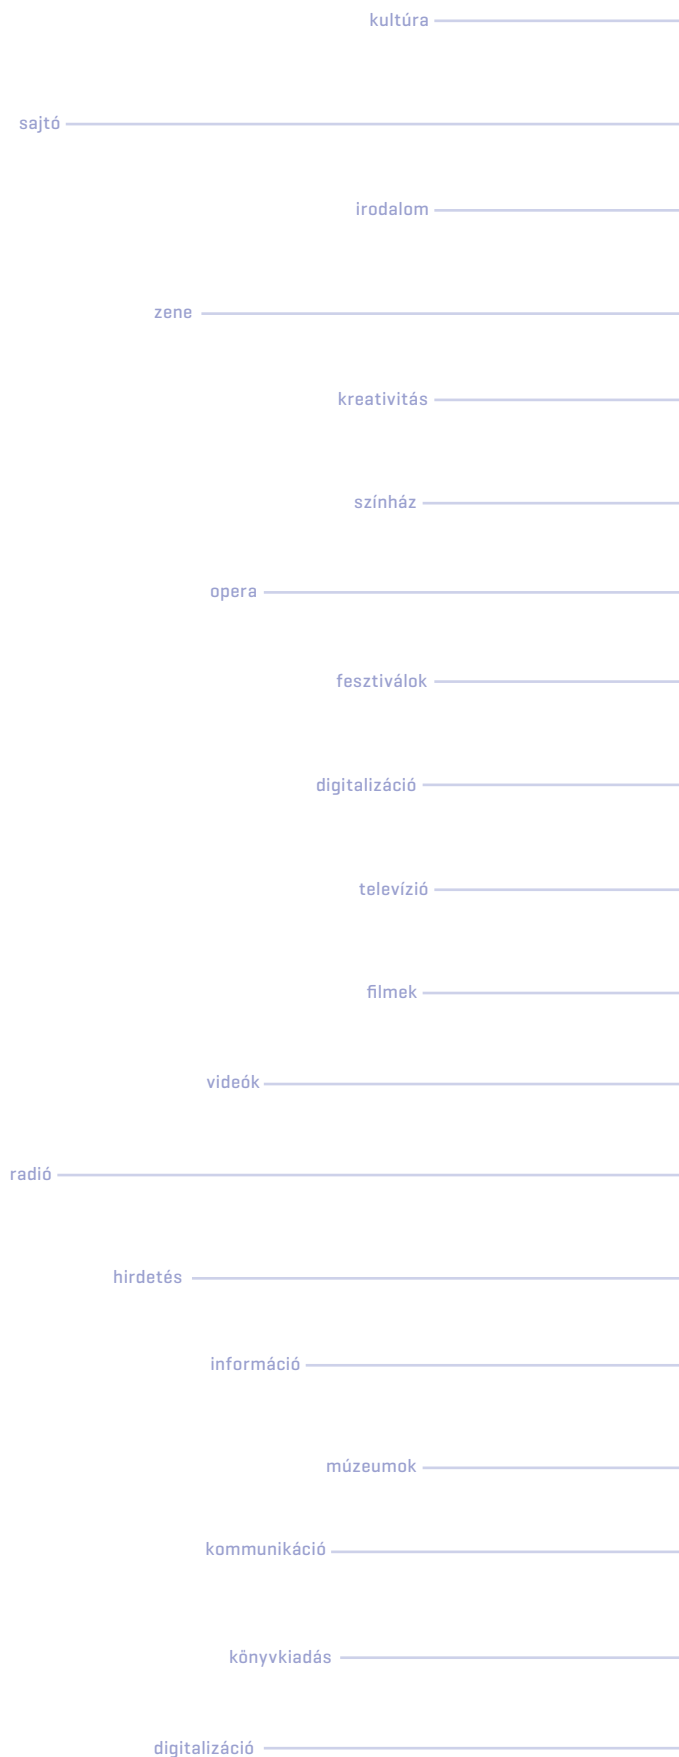 kultúra
sajtó
irodalom
zene
kreativitás
színház
opera
fesztiválok
digitalizáció
televízió
filmek
videók
radió
hirdetés
információ
múzeumok
kommunikáció
könyvkiadás
digitalizáció